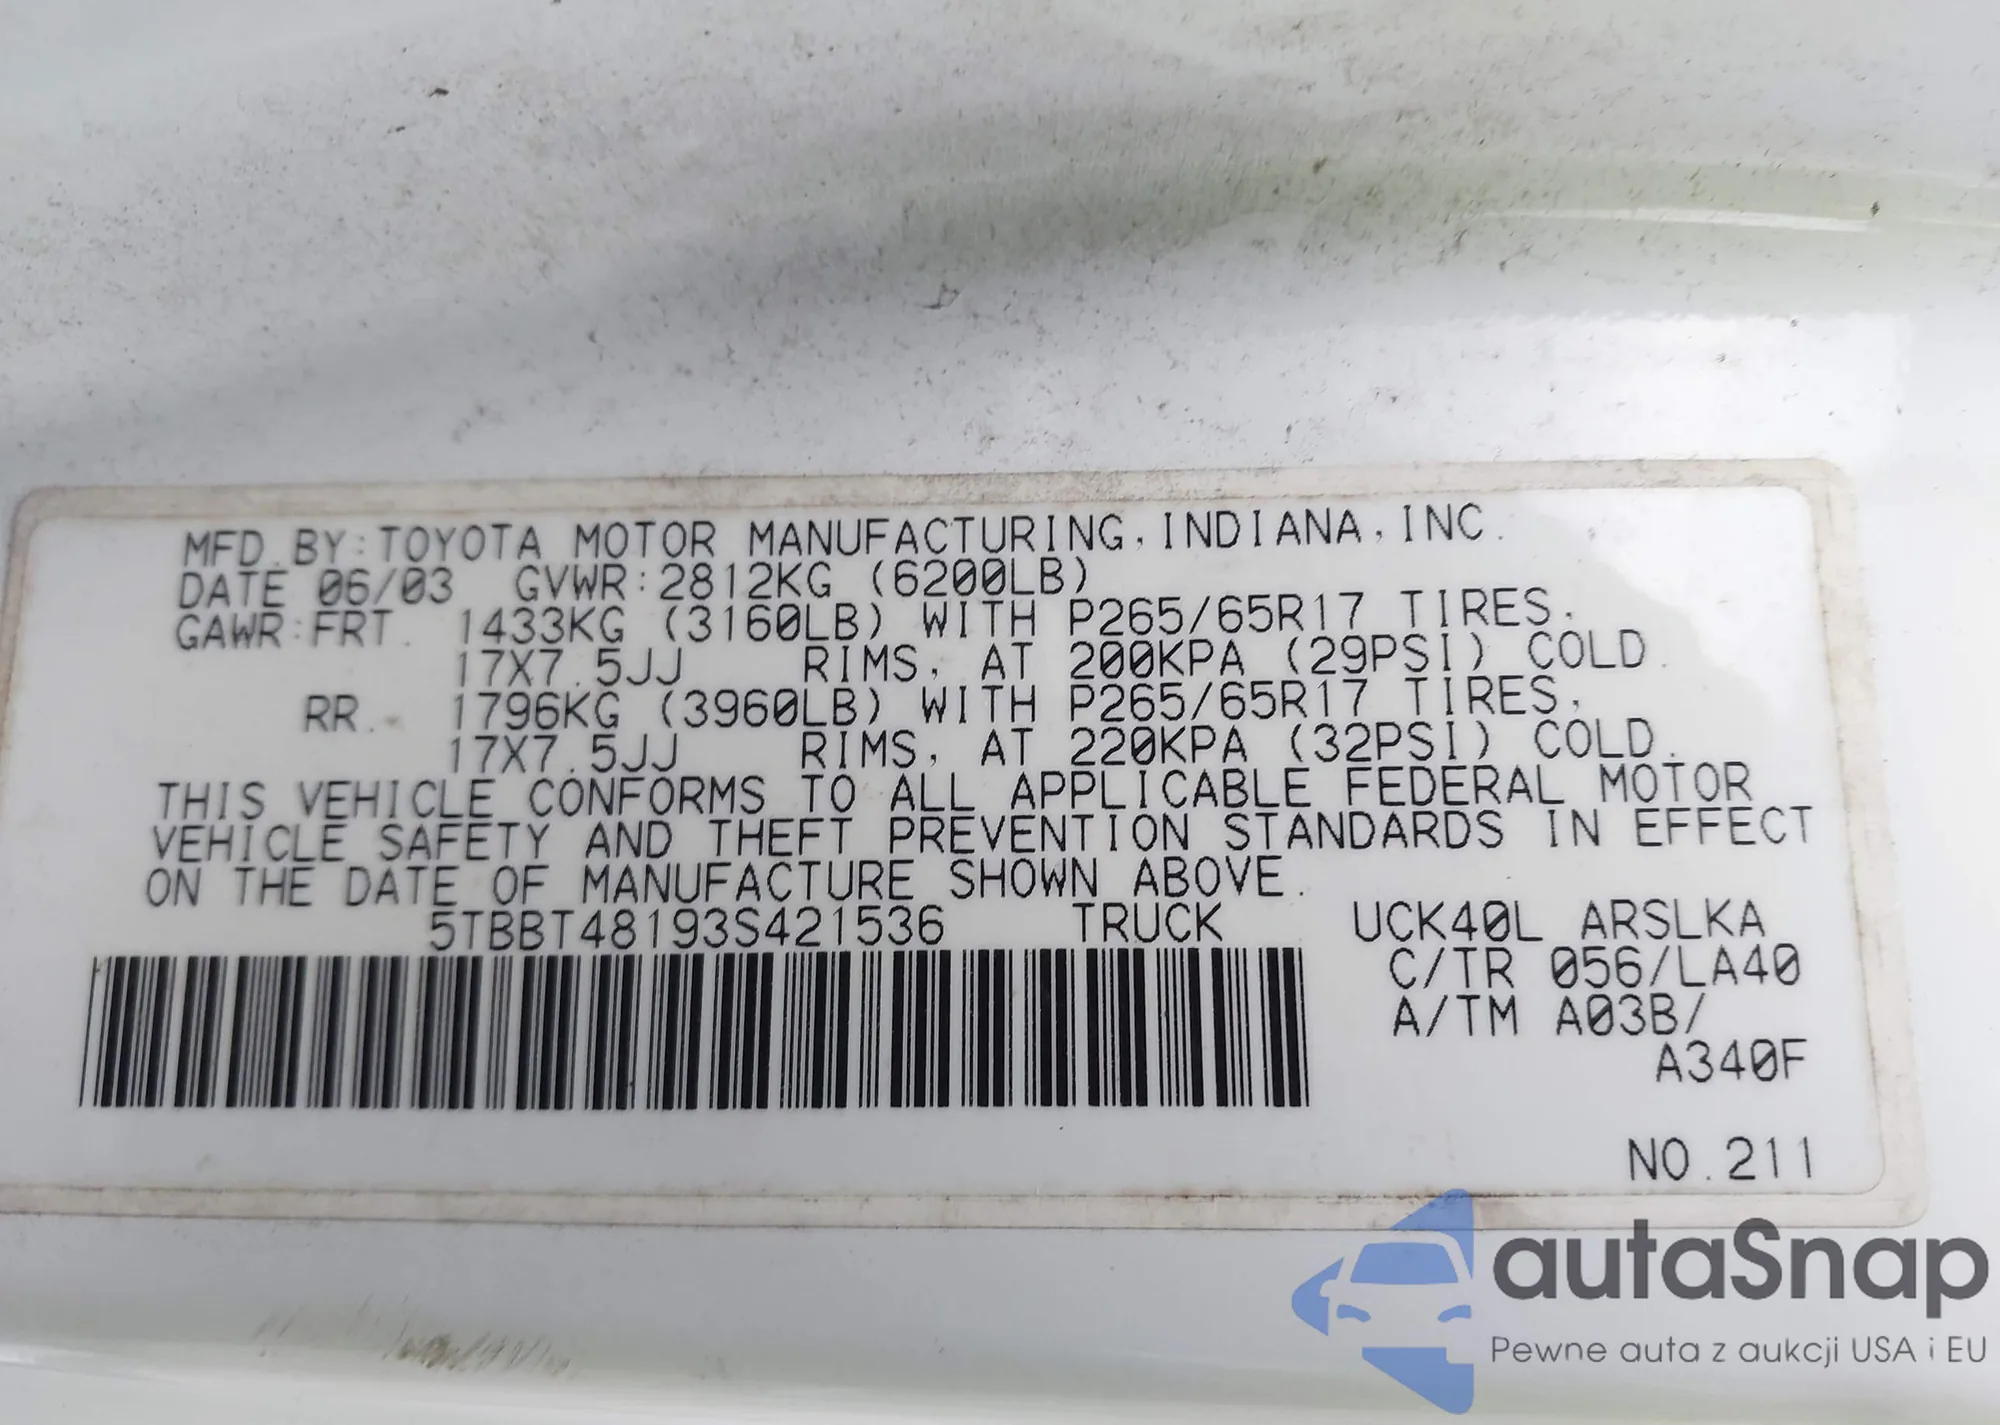 MFD.BY:TOYOTA MOTOR MANUFACTURING,INDIANA,INC.
DATE 06/03 GVWR:2812KG (6200LB)
GAWR:FRT. 1433KG (3160LB) WITH P265/65R17 TIRES,
17X7.5JJ RIMS, AT 200KPA (29PSI) COLD.
RR. 1796KG (3960LB) WITH P265/65R17 TIRES,
17X7.5JJ RIMS, AT 220KPA (32PSI) COLD.
THIS VEHICLE CONFORMS TO ALL APPLICABLE FEDERAL MOTOR
VEHICLE SAFETY AND THEFT PREVENTION STANDARDS IN EFFECT
ON THE DATE OF MANUFACTURE SHOWN ABOVE.
5TBBT48193S421536 TRUCK UCK40L ARSLKA
C/TR 056/LA40
A/TM A03B/
A340F
NO.211
autaSnap
Pewne auta z aukcji USA i EU